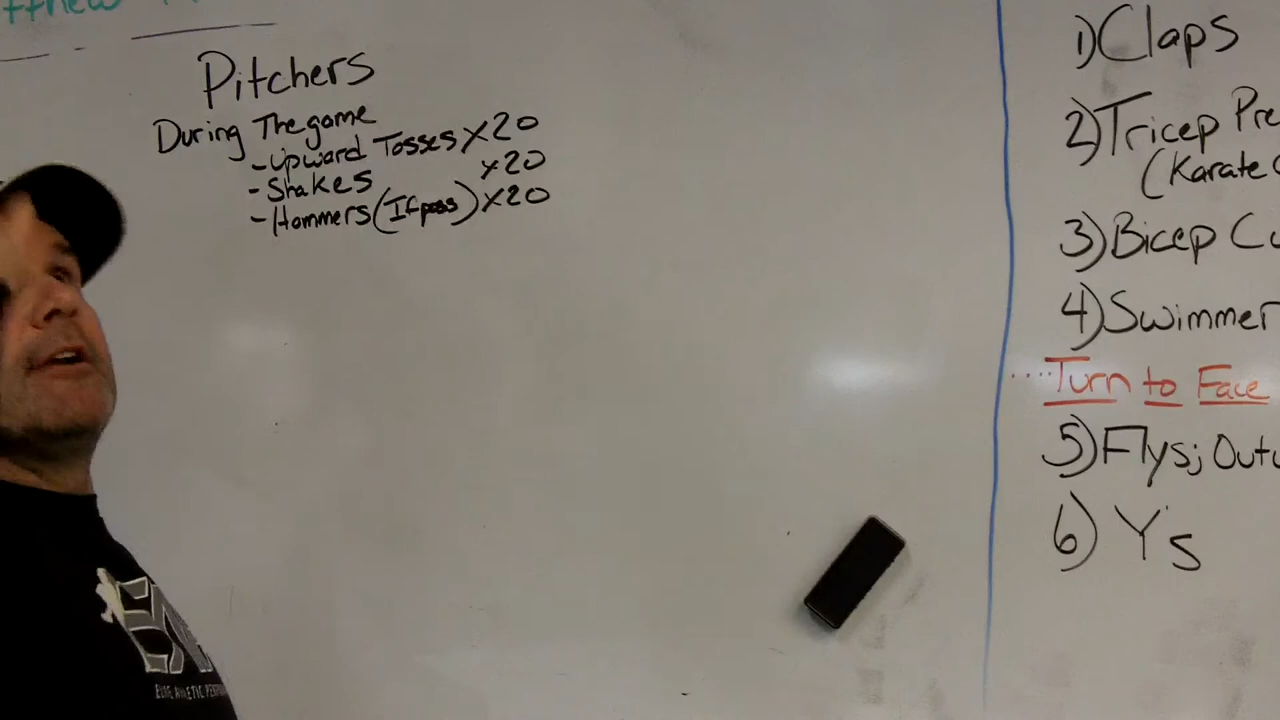 Pitchers
During The game
- Upward Tosses x20
- Shakes x20
- Hammers (If poss) x20
1) Claps
2) Tricep Pre
(Karate
3) Bicep Cu
4) Swimmer
....Turn to Face
5) Flys; Out
6) Y's